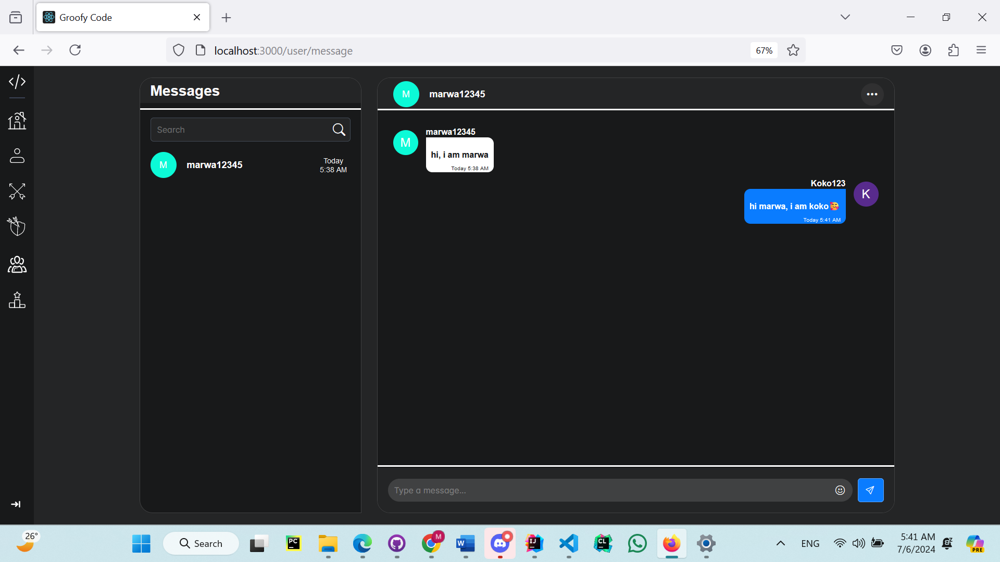 Groofy Code
localhost:3000/user/message
67%
Messages
Search
M
marwa12345
Today
5:38 AM
M
marwa12345
M
marwa12345
hi, i am marwa
Today 5:38 AM
Koko123
K
hi marwa, i am koko🥰
Today 5:41 AM
Type a message...
26°
Search
PC
M
W
IJ
CL
ENG
5:41 AM
7/6/2024
PRE